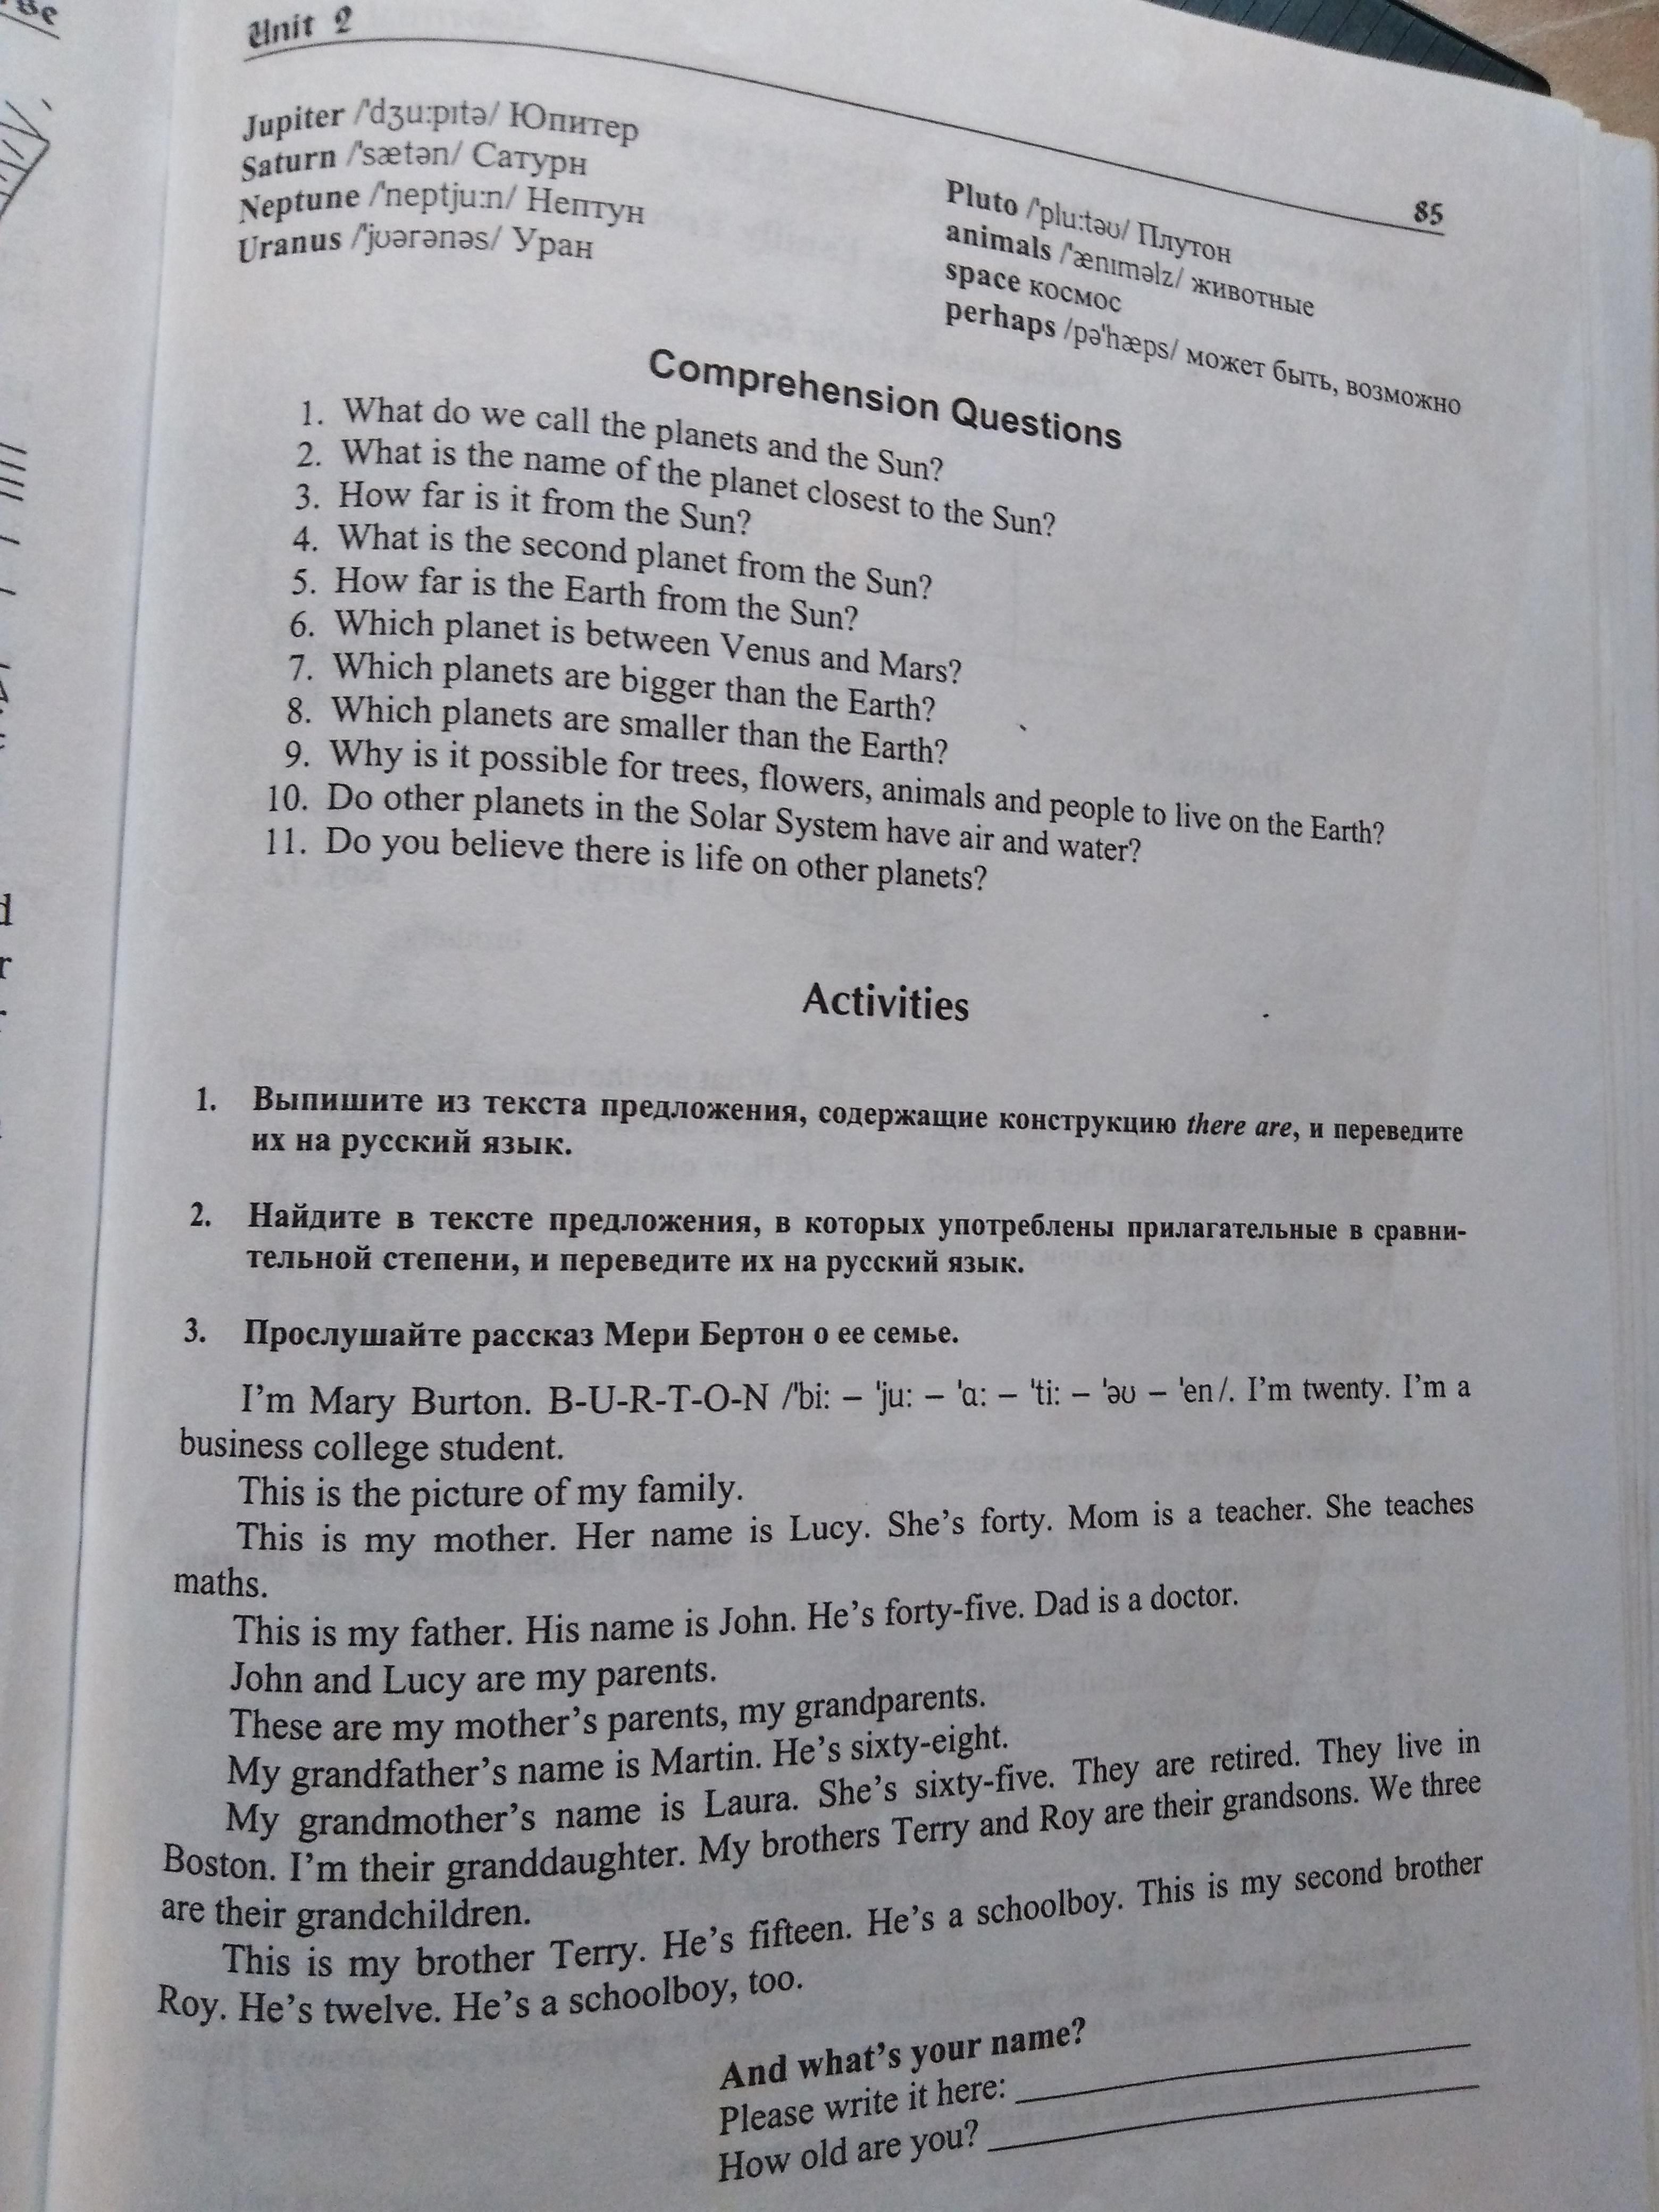 Unit 2
85
Jupiter /'dʒu:pɪtə/ Юпитер
Saturn /'sætən/ Сатурн
Neptune /'neptju:n/ Нептун
Uranus /'jʊərənəs/ Уран
Pluto /'plu:təʊ/ Плутон
animals /'ænɪməlz/ животные
space космос
perhaps /pə'hæps/ может быть, возможно
Comprehension Questions
1. What do we call the planets and the Sun?
2. What is the name of the planet closest to the Sun?
3. How far is it from the Sun?
4. What is the second planet from the Sun?
5. How far is the Earth from the Sun?
6. Which planet is between Venus and Mars?
7. Which planets are bigger than the Earth?
8. Which planets are smaller than the Earth?
9. Why is it possible for trees, flowers, animals and people to live on the Earth?
10. Do other planets in the Solar System have air and water?
11. Do you believe there is life on other planets?
Activities
1. Выпишите из текста предложения, содержащие конструкцию there are, и переведите
их на русский язык.
2. Найдите в тексте предложения, в которых употреблены прилагательные в сравни-
тельной степени, и переведите их на русский язык.
3. Прослушайте рассказ Мери Бертон о ее семье.
I'm Mary Burton. B-U-R-T-O-N /'bi: – 'ju: – 'ɑ: – 'ti: – 'əʊ – 'en/. I'm twenty. I'm a
business college student.
This is the picture of my family.
This is my mother. Her name is Lucy. She's forty. Mom is a teacher. She teaches
maths.
This is my father. His name is John. He's forty-five. Dad is a doctor.
John and Lucy are my parents.
These are my mother's parents, my grandparents.
My grandfather's name is Martin. He's sixty-eight.
My grandmother's name is Laura. She's sixty-five. They are retired. They live in
Boston. I'm their granddaughter. My brothers Terry and Roy are their grandsons. We three
are their grandchildren.
This is my brother Terry. He's fifteen. He's a schoolboy. This is my second brother
Roy. He's twelve. He's a schoolboy, too.
And what's your name?
Please write it here:
How old are you?